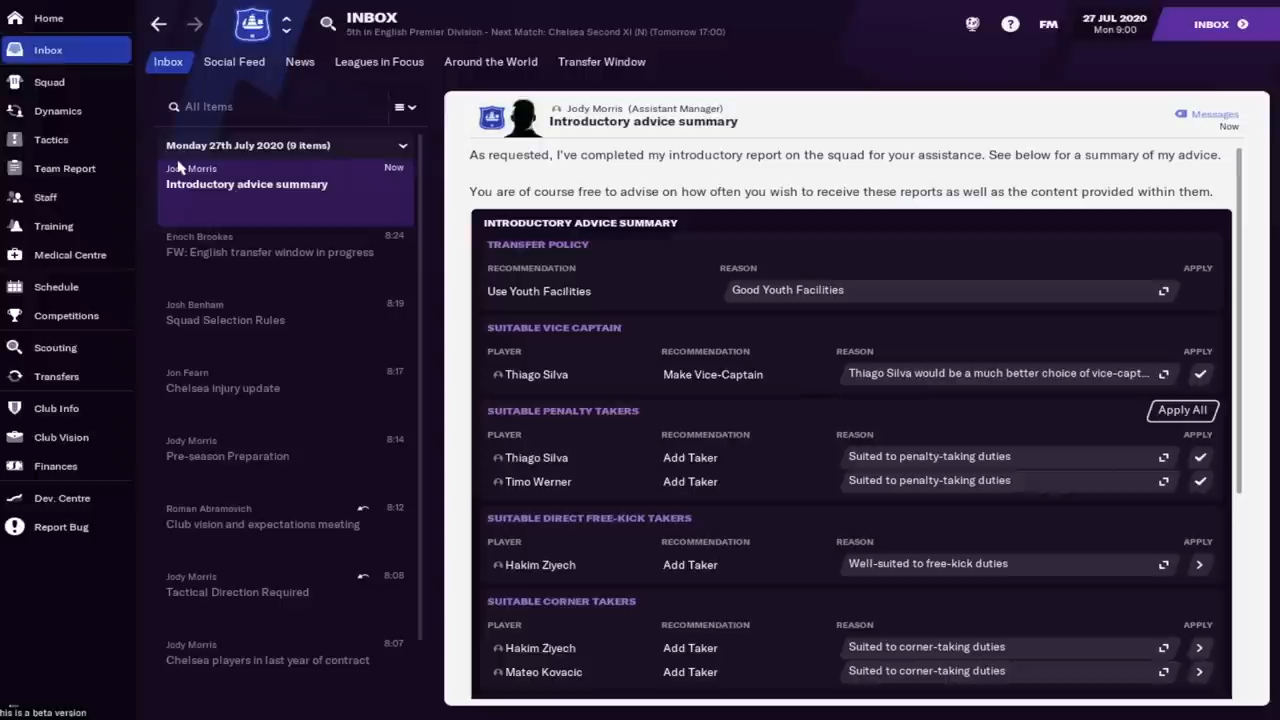 Home
Inbox
Squad
Dynamics
Tactics
Team Report
Staff
Training
Medical Centre
Schedule
Competitions
Scouting
Transfers
Club Info
Club Vision
Finances
Dev. Centre
Report Bug
his is a beta version
INBOX
5th in English Premier Division - Next Match: Chelsea Second XI (N) (Tomorrow 17:00)
?
FM
27 JUL 2020
Mon 9:00
INBOX
Inbox
Social Feed
News
Leagues in Focus
Around the World
Transfer Window
All Items
Monday 27th July 2020 (9 items)
Jody Morris Now
Introductory advice summary
Enoch Brookes 8:24
FW: English transfer window in progress
Josh Benham 8:19
Squad Selection Rules
Jon Fearn 8:17
Chelsea injury update
Jody Morris 8:14
Pre-season Preparation
Roman Abramovich 8:12
Club vision and expectations meeting
Jody Morris 8:08
Tactical Direction Required
Jody Morris 8:07
Chelsea players in last year of contract
Jody Morris (Assistant Manager)
Introductory advice summary
Messages
Now
As requested, I've completed my introductory report on the squad for your assistance. See below for a summary of my advice.
You are of course free to advise on how often you wish to receive these reports as well as the content provided within them.
INTRODUCTORY ADVICE SUMMARY
TRANSFER POLICY
RECOMMENDATION REASON APPLY
Use Youth Facilities Good Youth Facilities
SUITABLE VICE CAPTAIN
PLAYER RECOMMENDATION REASON APPLY
Thiago Silva Make Vice-Captain Thiago Silva would be a much better choice of vice-capt...
SUITABLE PENALTY TAKERS Apply All
PLAYER RECOMMENDATION REASON APPLY
Thiago Silva Add Taker Suited to penalty-taking duties
Timo Werner Add Taker Suited to penalty-taking duties
SUITABLE DIRECT FREE-KICK TAKERS
PLAYER RECOMMENDATION REASON APPLY
Hakim Ziyech Add Taker Well-suited to free-kick duties
SUITABLE CORNER TAKERS
PLAYER RECOMMENDATION REASON APPLY
Hakim Ziyech Add Taker Suited to corner-taking duties
Mateo Kovacic Add Taker Suited to corner-taking duties